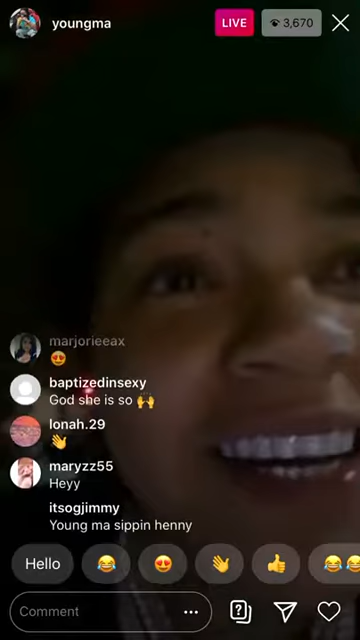 youngma
LIVE
3,670
marjorieeax
😍
baptizedinsexy
God she is so 🙌
lonah.29
👋
maryzz55
Heyy
itsogjimmy
Young ma sippin henny
Hello 😂 😍 👋 👍 😂😂
Comment